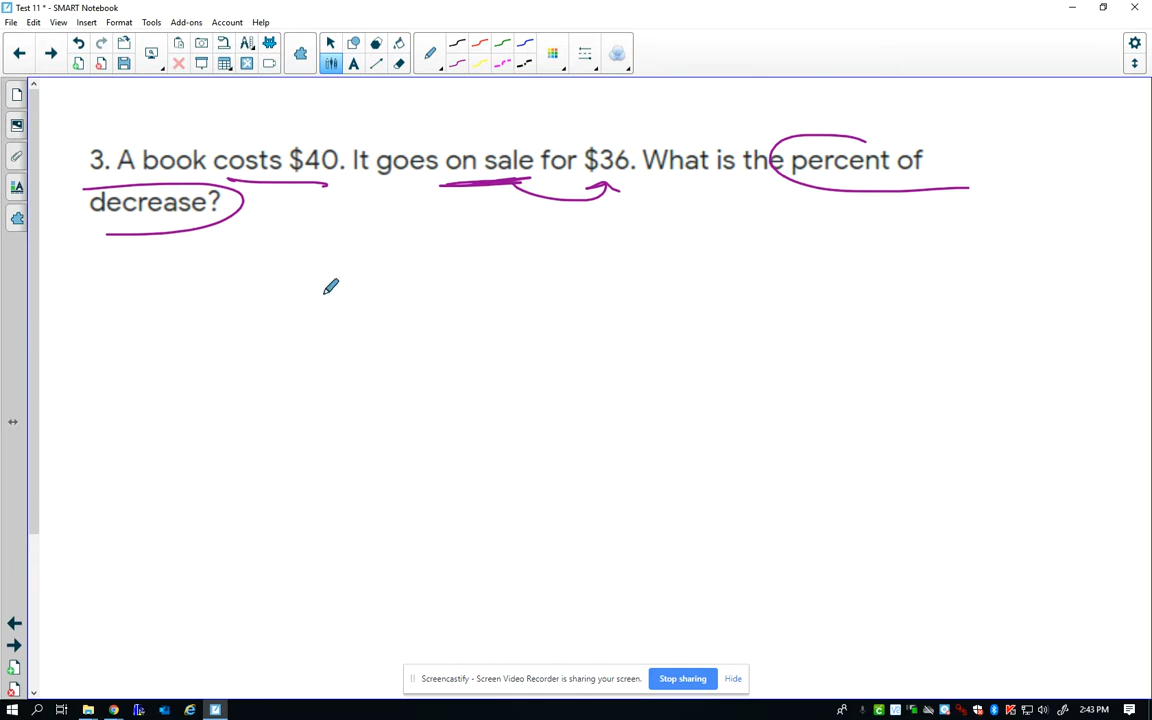 Test 11 * - SMART Notebook
File Edit View Insert Format Tools Add-ons Account Help
3. A book costs $40. It goes on sale for $36. What is the percent of
decrease?
Screencastify - Screen Video Recorder is sharing your screen. Stop sharing Hide
2:43 PM